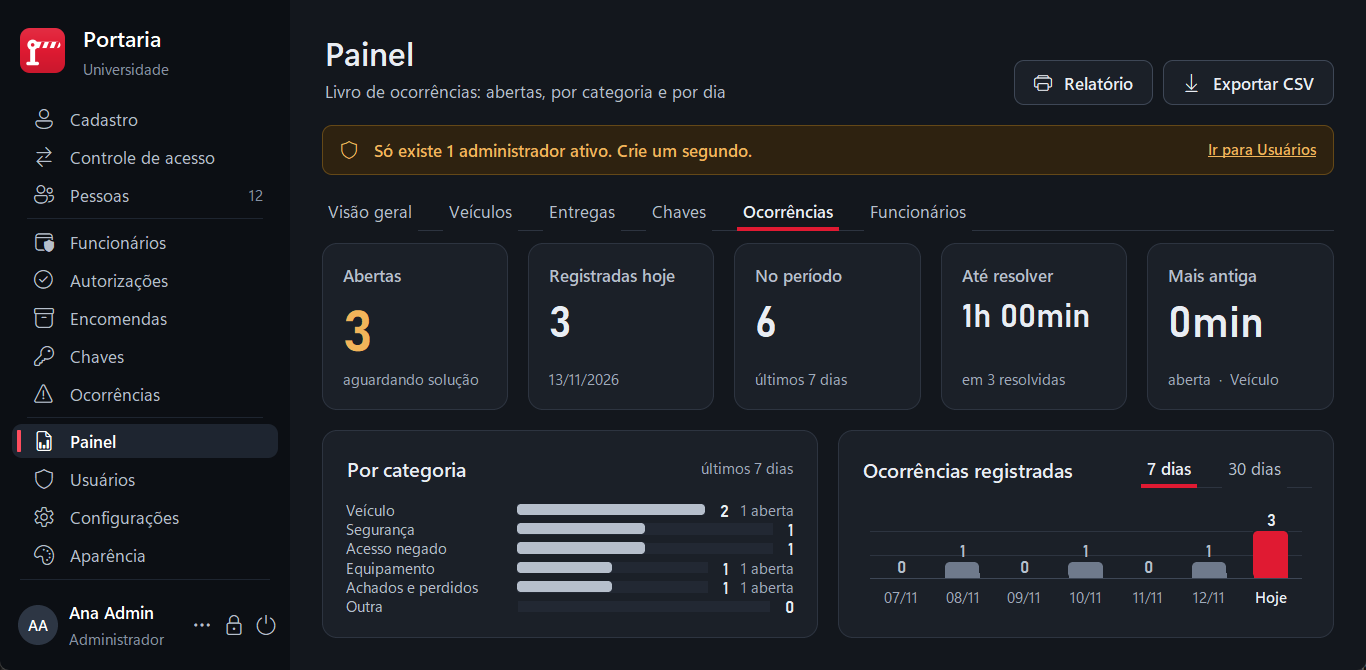 Portaria
Universidade
Cadastro
Controle de acesso
Pessoas 12
Funcionários
Autorizações
Encomendas
Chaves
Ocorrências
Painel
Usuários
Configurações
Aparência
AA
Ana Admin
Administrador
Painel
Livro de ocorrências: abertas, por categoria e por dia
Relatório
Exportar CSV
Só existe 1 administrador ativo. Crie um segundo.
Ir para Usuários
Visão geral Veículos Entregas Chaves Ocorrências Funcionários
Abertas
3
aguardando solução
Registradas hoje
3
13/11/2026
No período
6
últimos 7 dias
Até resolver
1h 00min
em 3 resolvidas
Mais antiga
0min
aberta · Veículo
Por categoria últimos 7 dias
Veículo 2 1 aberta
Segurança 1
Acesso negado 1
Equipamento 1 1 aberta
Achados e perdidos 1 1 aberta
Outra 0
Ocorrências registradas 7 dias 30 dias
0 1 0 1 0 1 3
07/11 08/11 09/11 10/11 11/11 12/11 Hoje